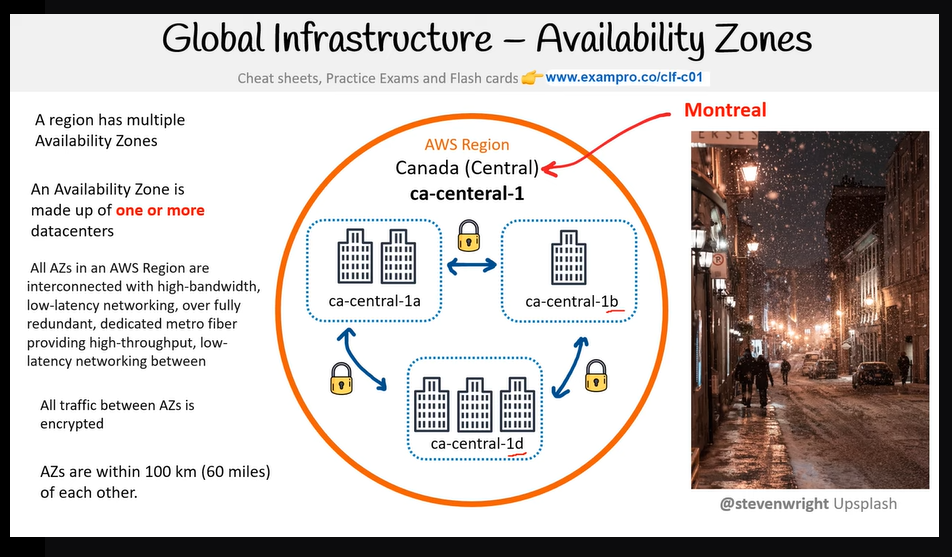 Global Infrastructure – Availability Zones
Cheat sheets, Practice Exams and Flash cards 👉 www.exampro.co/clf-c01
A region has multiple
Availability Zones
An Availability Zone is
made up of one or more
datacenters
All AZs in an AWS Region are
interconnected with high-bandwidth,
low-latency networking, over fully
redundant, dedicated metro fiber
providing high-throughput, low-
latency networking between
All traffic between AZs is
encrypted
AZs are within 100 km (60 miles)
of each other.
AWS Region
Canada (Central)
ca-centeral-1
ca-central-1a
ca-central-1b
ca-central-1d
Montreal
@stevenwright Upsplash